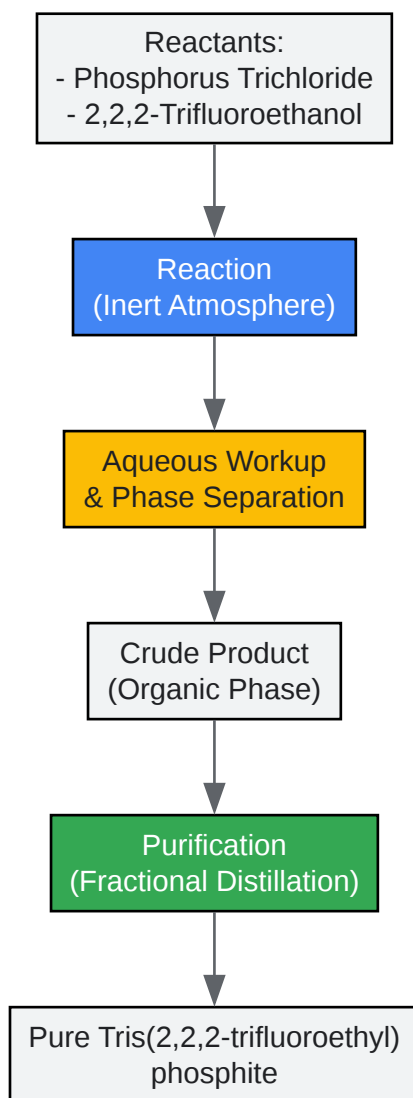 Reactants:
- Phosphorus Trichloride
- 2,2,2-Trifluoroethanol
Reaction
(Inert Atmosphere)
Aqueous Workup
& Phase Separation
Crude Product
(Organic Phase)
Purification
(Fractional Distillation)
Pure Tris(2,2,2-trifluoroethyl)
phosphite